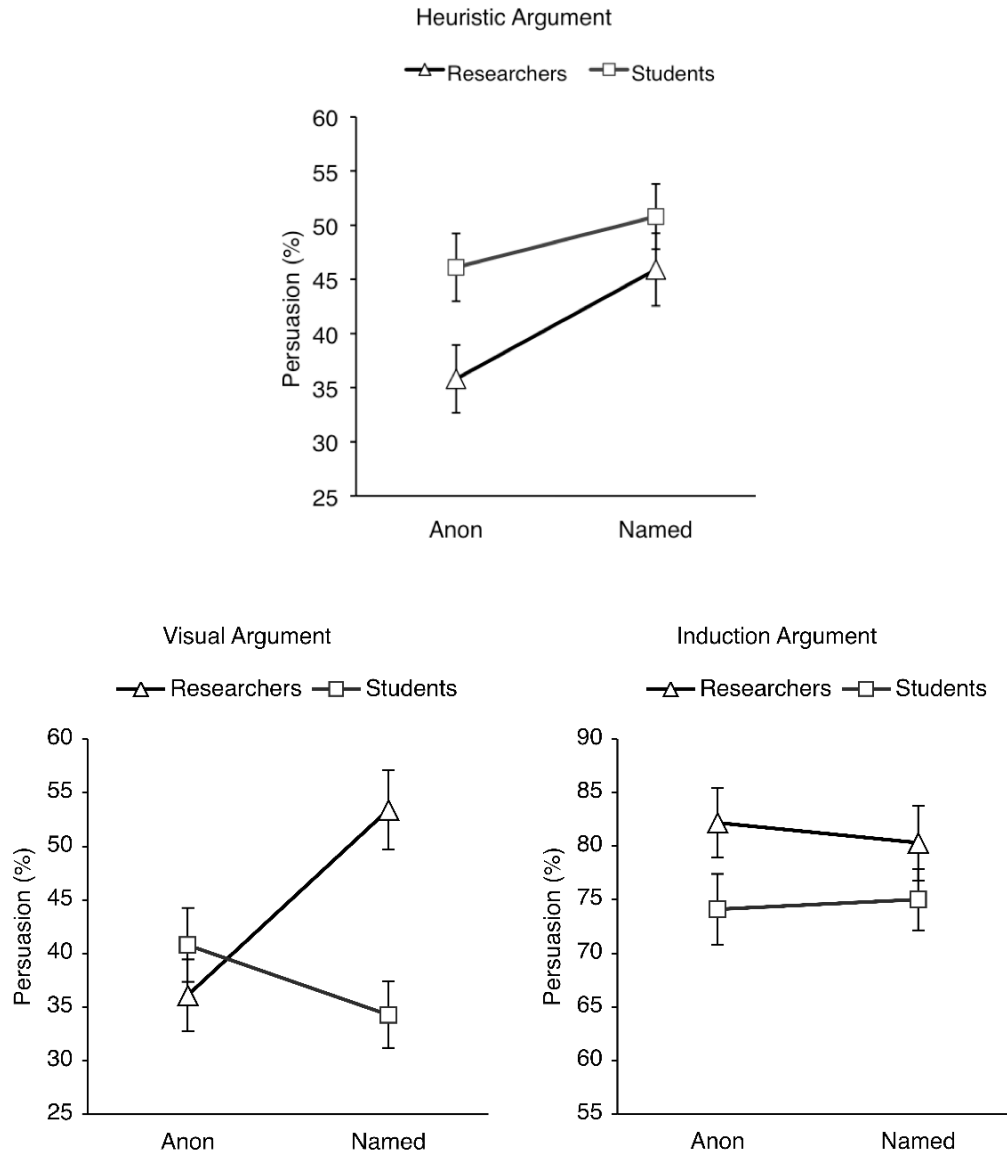 Heuristic Argument
Researchers Students
Persuasion (%)
60
55
50
45
40
35
30
25
Anon Named
Visual Argument
Researchers Students
Persuasion (%)
60
55
50
45
40
35
30
25
Anon Named
Induction Argument
Researchers Students
Persuasion (%)
90
85
80
75
70
65
60
55
Anon Named